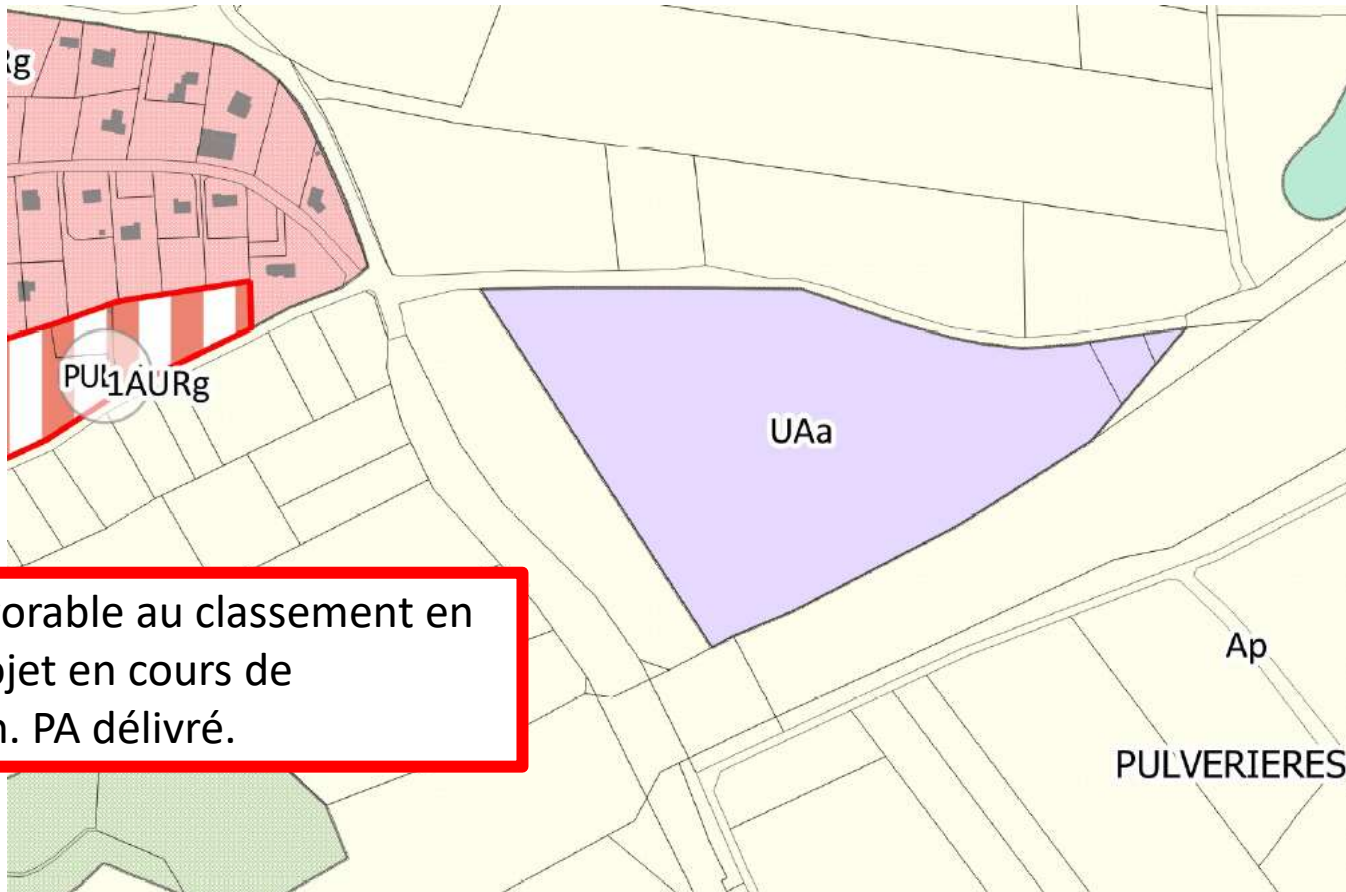 Rg
PUL
1AURg
UAa
orable au classement en
ojet en cours de
n. PA délivré.
Ap
PULVERIERES